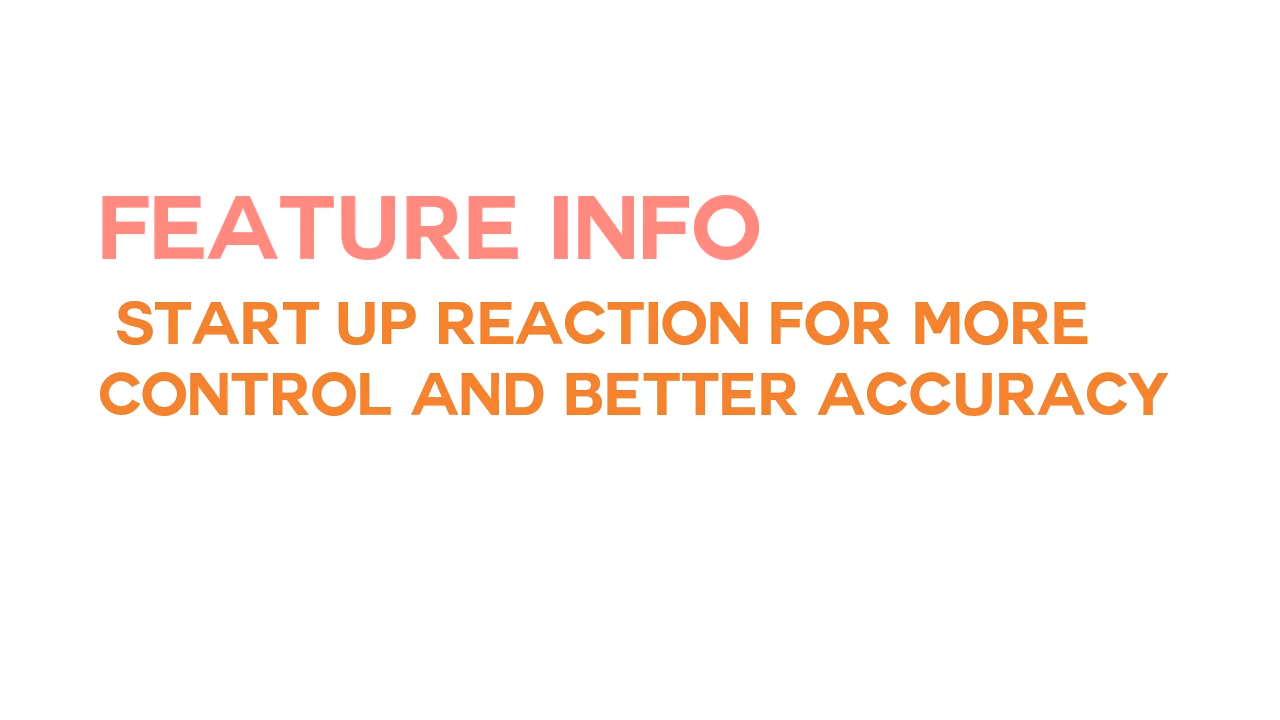 FEATURE INFO
START UP REACTION FOR MORE
CONTROL AND BETTER ACCURACY